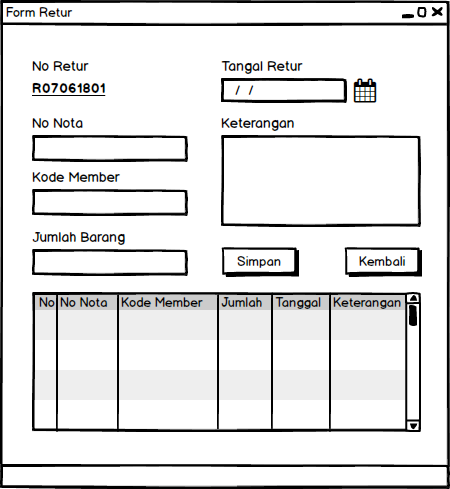 Form Retur
No Retur
R07061801
Tangal Retur
/ /
No Nota
Keterangan
Kode Member
Jumlah Barang
Simpan
Kembali
No No Nota Kode Member Jumlah Tanggal Keterangan